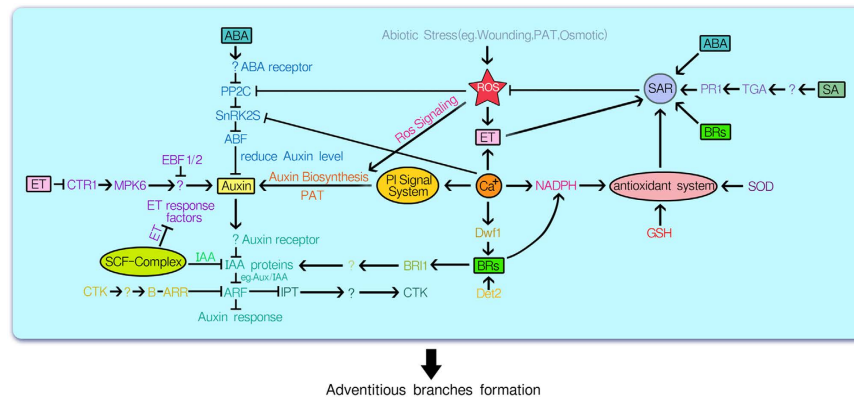 ABA
Abiotic Stress(eg.Wounding,PAT,Osmotic)
ABA
? ABA receptor
PP2C
ROS
SAR
PR1
TGA
?
SA
SnRK2S
Ros Signaling
ET
BRs
ABF
EBF1/2
reduce Auxin level
ET
CTR1
MPK6
?
Auxin
Auxin Biosynthesis
PAT
PI Signal
System
Ca+
NADPH
antioxidant system
SOD
ET response
factors
GSH
ET
? Auxin receptor
Dwf1
SCF-Complex
IAA
IAA proteins
eg.Aux/IAA
?
BRI1
BRs
CTK
?
B-ARR
ARF
IPT
?
CTK
Det2
Auxin response
Adventitious branches formation